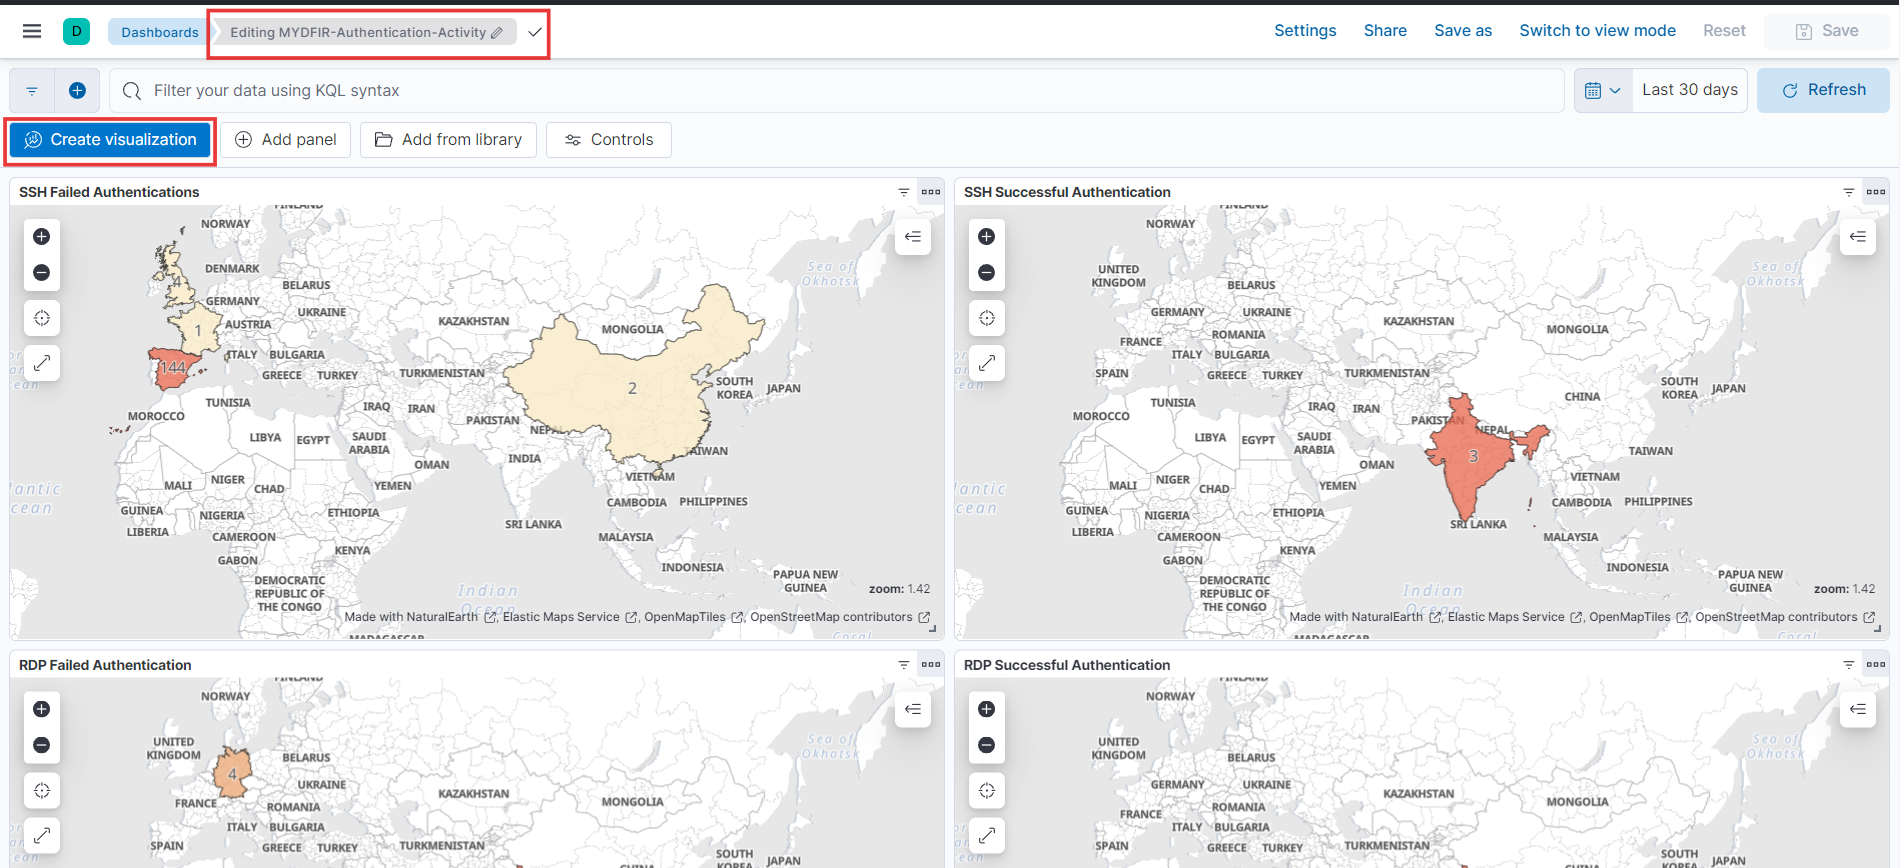 D Dashboards Editing MYDFIR-Authentication-Activity Settings Share Save as Switch to view mode Reset Save
Filter your data using KQL syntax Last 30 days Refresh
Create visualization Add panel Add from library Controls
SSH Failed Authentications
NORWAY
Sea of
Okhotsk
DENMARK
4
BELARUS
GERMANY
UKRAINE
1
AUSTRIA
KAZAKHSTAN
MONGOLIA
ITALY BULGARIA
144
GREECE TURKEY
TURKMENISTAN
2
SOUTH
KOREA
JAPAN
TUNISIA
MOROCCO
IRAQ IRAN
PAKISTAN
LIBYA EGYPT
SAUDI
ARABIA
OMAN
INDIA
VIETNAM
MALI
NIGER
CHAD
YEMEN
CAMBODIA PHILIPPINES
GUINEA
NIGERIA
ETHIOPIA
SRI LANKA
LIBERIA
CAMEROON
MALAYSIA
KENYA
GABON
INDONESIA
DEMOCRATIC
REPUBLIC OF
THE CONGO
Indian
Ocean
PAPUA NEW
GUINEA
zoom: 1.42
Made with NaturalEarth , Elastic Maps Service , OpenMapTiles , OpenStreetMap contributors
SSH Successful Authentication
NORWAY
Sea of
Okhotsk
UNITED
KINGDOM
BELARUS
GERMANY
UKRAINE
KAZAKHSTAN
MONGOLIA
FRANCE
ROMANIA
ITALY BULGARIA
SPAIN
GREECE TURKEY
TURKMENISTAN
SOUTH
KOREA
JAPAN
CHINA
TUNISIA
MOROCCO
IRAQ IRAN
PAKISTAN
NEPAL
LIBYA EGYPT
SAUDI
ARABIA
3
TAIWAN
OMAN
VIETNAM
MALI
NIGER
CHAD
YEMEN
CAMBODIA PHILIPPINES
GUINEA
NIGERIA
ETHIOPIA
SRI LANKA
LIBERIA
CAMEROON
MALAYSIA
KENYA
GABON
INDONESIA
DEMOCRATIC
REPUBLIC OF
THE CONGO
Indian
Ocean
PAPUA NEW
GUINEA
zoom: 1.42
Made with NaturalEarth , Elastic Maps Service , OpenMapTiles , OpenStreetMap contributors
RDP Failed Authentication
NORWAY
Sea of
Okhotsk
UNITED
KINGDOM
BELARUS
4
UKRAINE
KAZAKHSTAN
MONGOLIA
FRANCE
ROMANIA
ITALY BULGARIA
SPAIN
GREECE TURKEY
TURKMENISTAN
SOUTH
KOREA
JAPAN
RDP Successful Authentication
NORWAY
Sea of
Okhotsk
UNITED
KINGDOM
BELARUS
GERMANY
UKRAINE
KAZAKHSTAN
MONGOLIA
FRANCE
ROMANIA
ITALY BULGARIA
SPAIN
GREECE TURKEY
TURKMENISTAN
SOUTH
KOREA
JAPAN